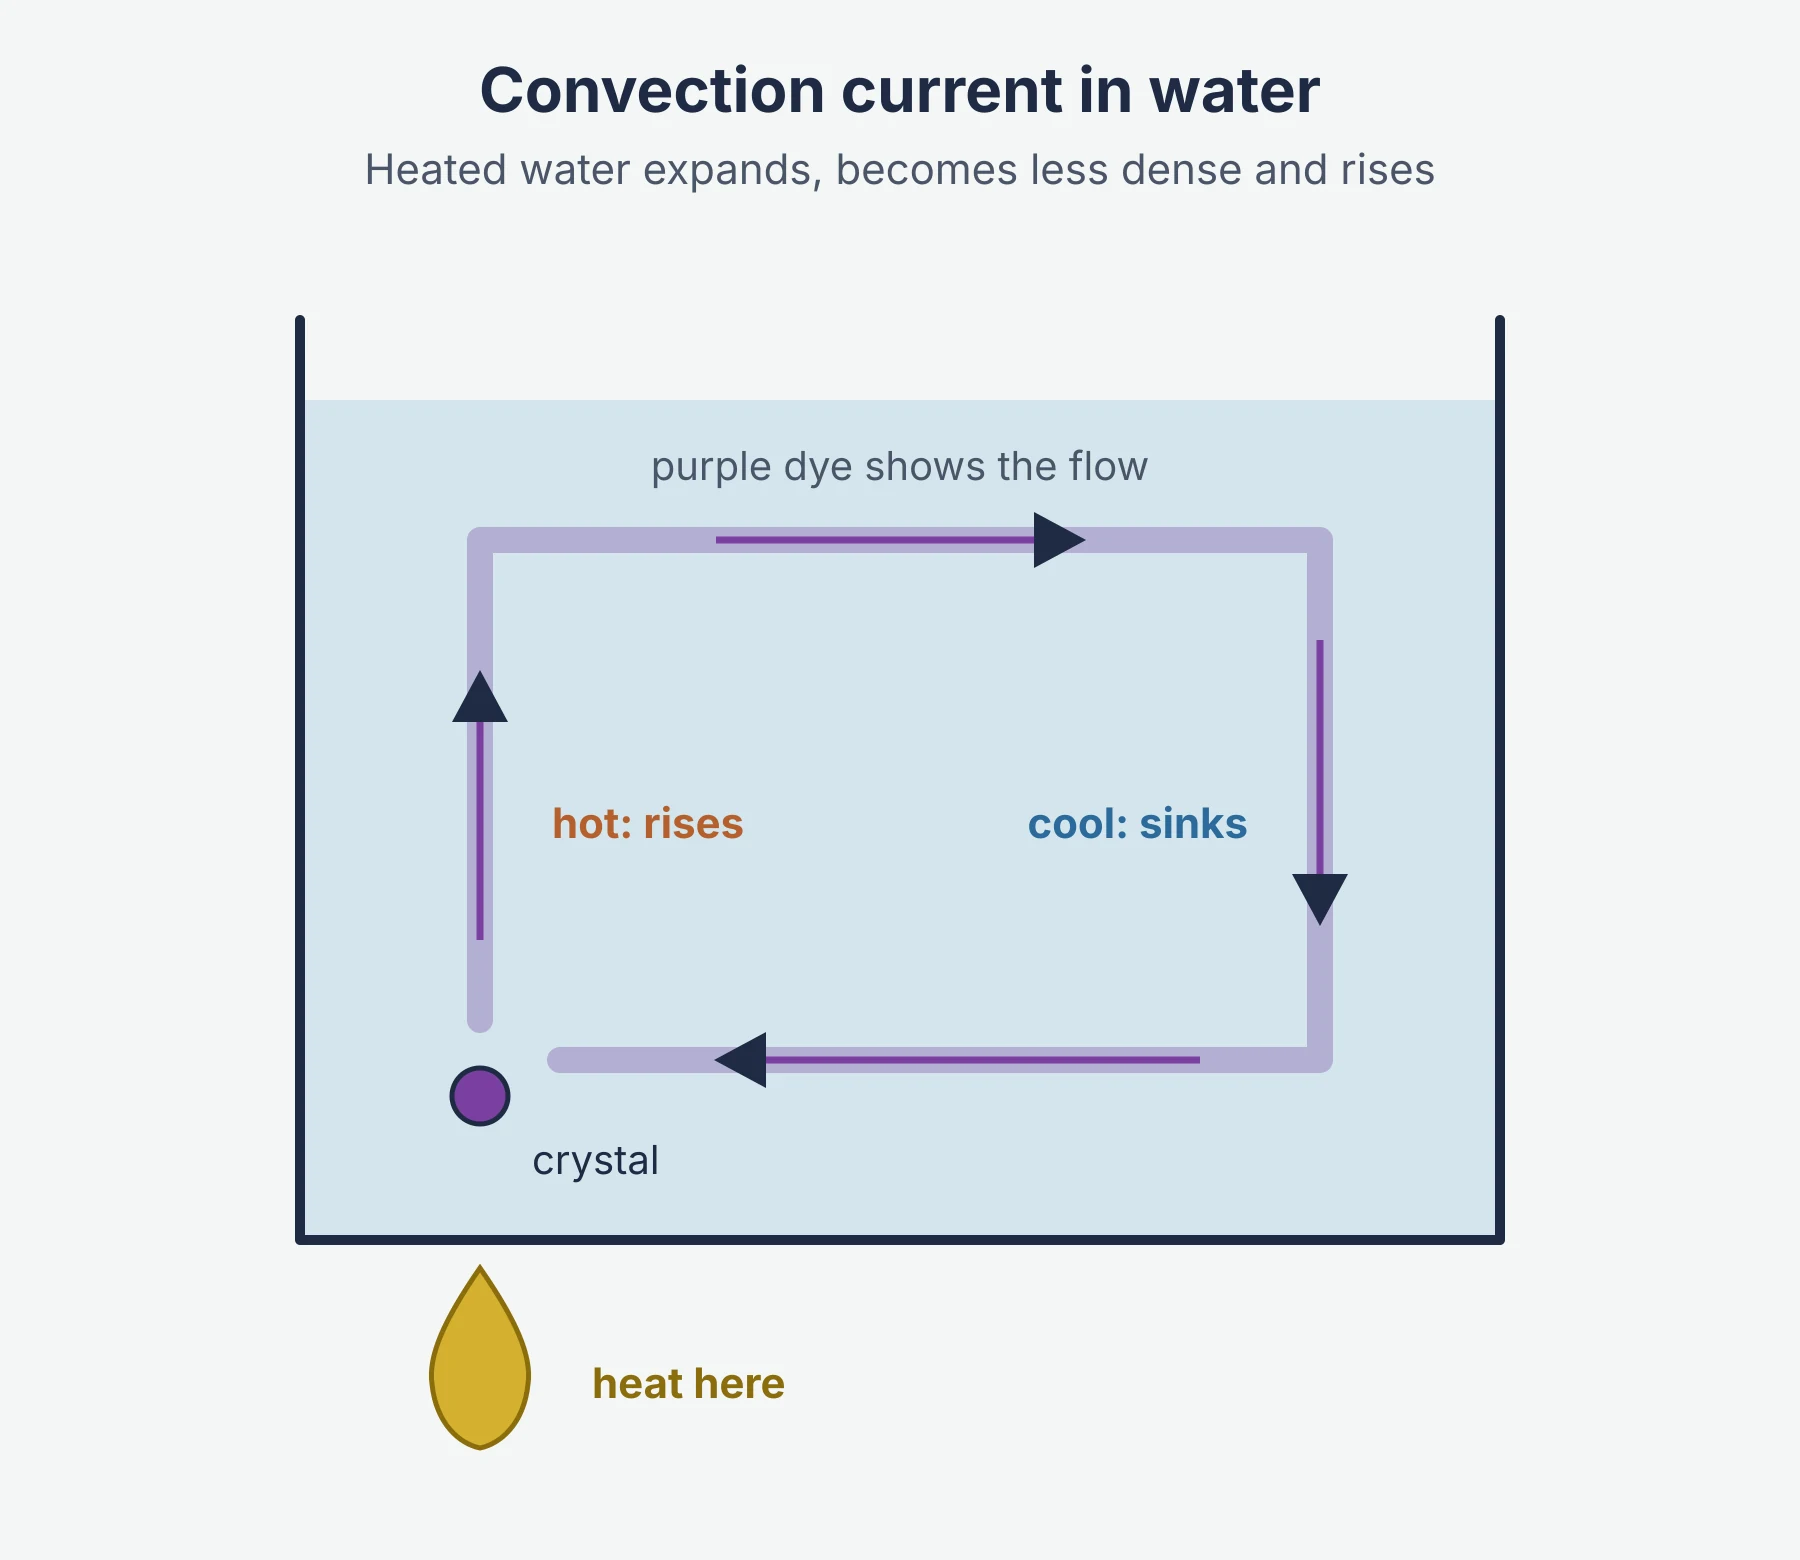 Convection current in water
Heated water expands, becomes less dense and rises
purple dye shows the flow
hot: rises
cool: sinks
crystal
heat here